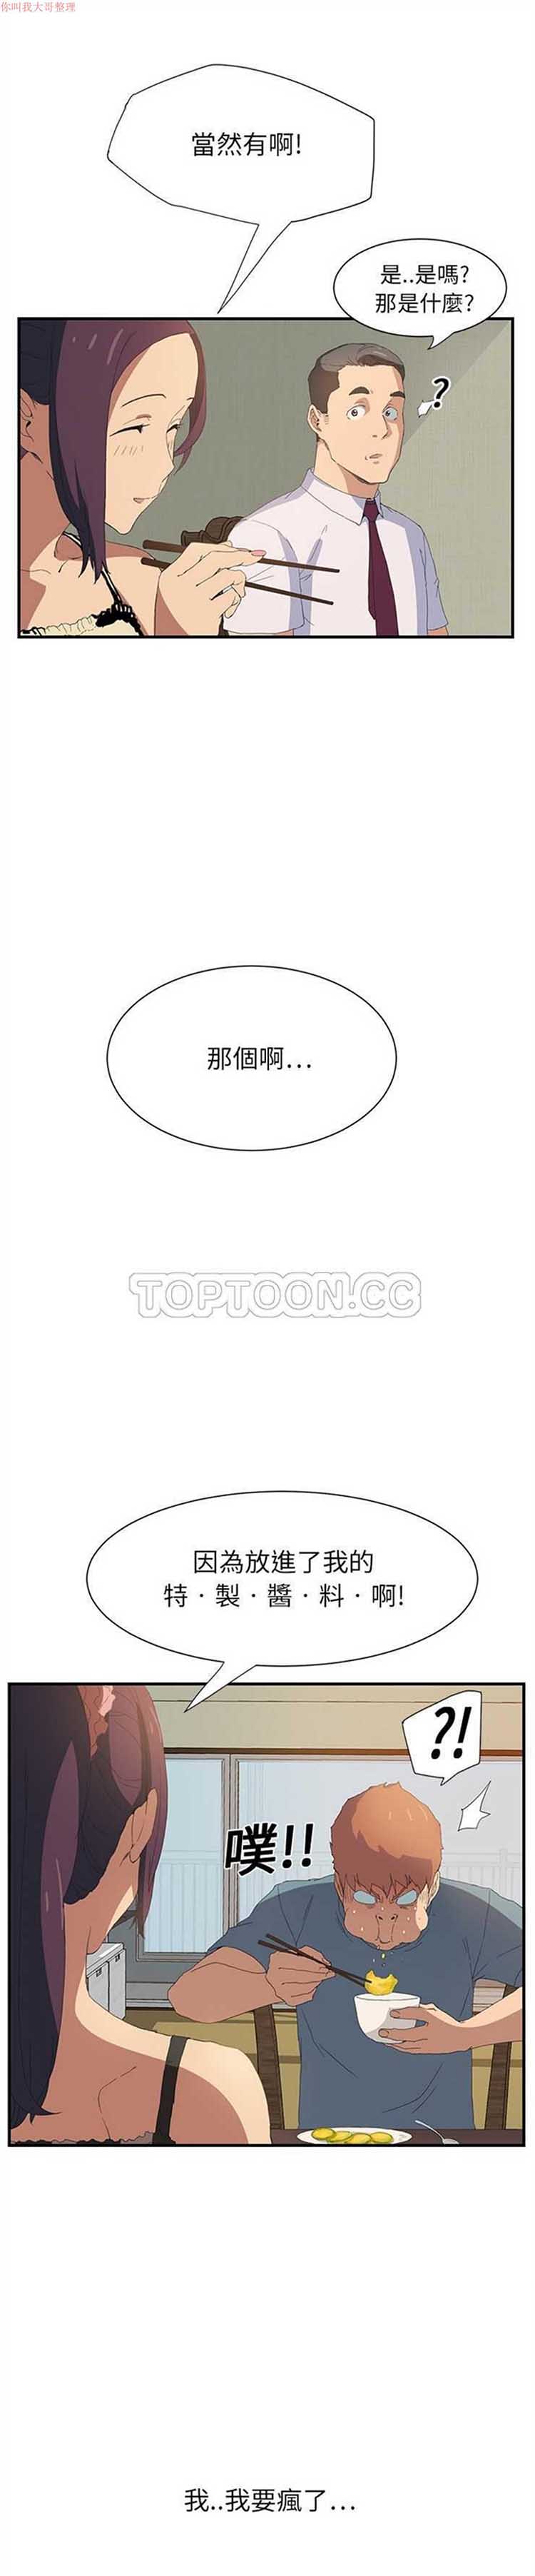 你叫我大哥整理
當然有啊!
是..是嗎?
那是什麼?
?
那個啊...
TOPTOON.CC
因為放進了我的
特·製·醬·料·啊!
?!
噗!!
我..我要瘋了...